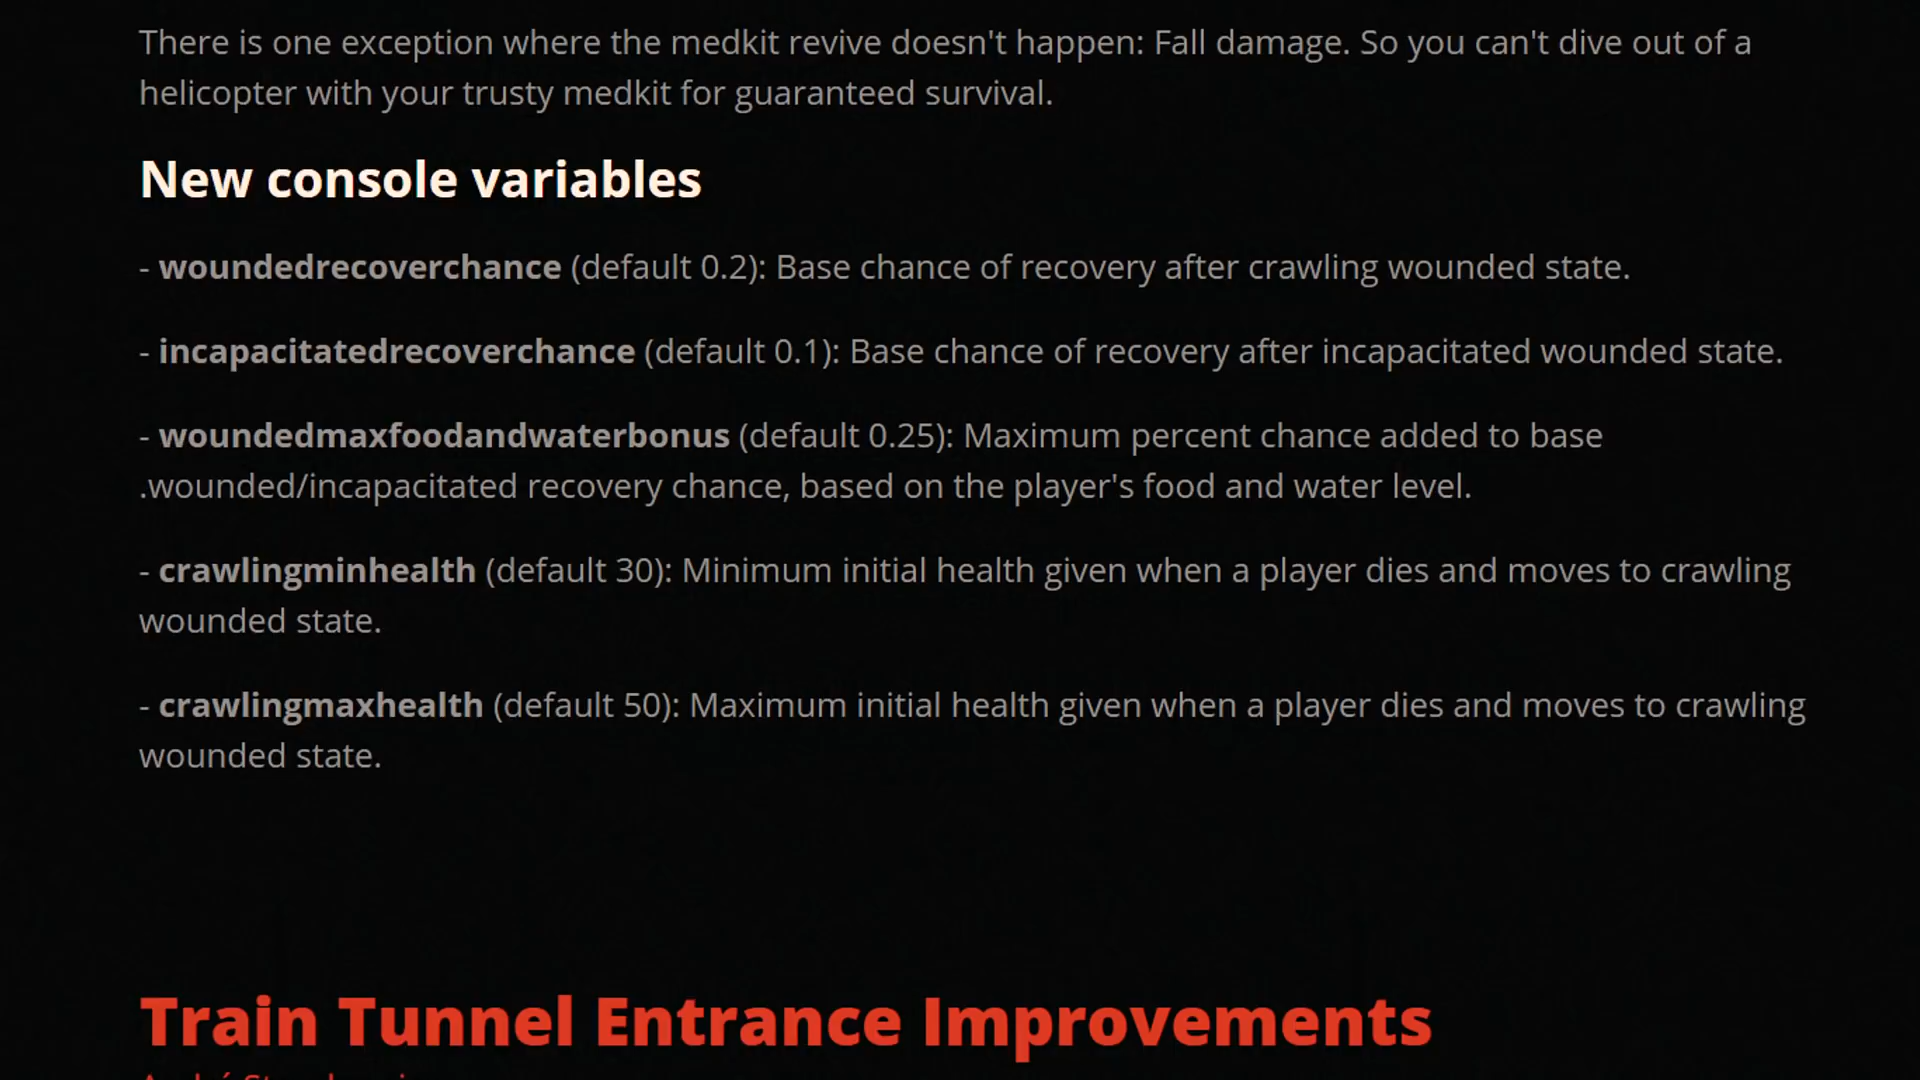 There is one exception where the medkit revive doesn't happen: Fall damage. So you can't dive out of a
helicopter with your trusty medkit for guaranteed survival.
New console variables
- woundedrecoverchance (default 0.2): Base chance of recovery after crawling wounded state.
- incapacitatedrecoverchance (default 0.1): Base chance of recovery after incapacitated wounded state.
- woundedmaxfoodandwaterbonus (default 0.25): Maximum percent chance added to base
.wounded/incapacitated recovery chance, based on the player's food and water level.
- crawlingminhealth (default 30): Minimum initial health given when a player dies and moves to crawling
wounded state.
- crawlingmaxhealth (default 50): Maximum initial health given when a player dies and moves to crawling
wounded state.
Train Tunnel Entrance Improvements